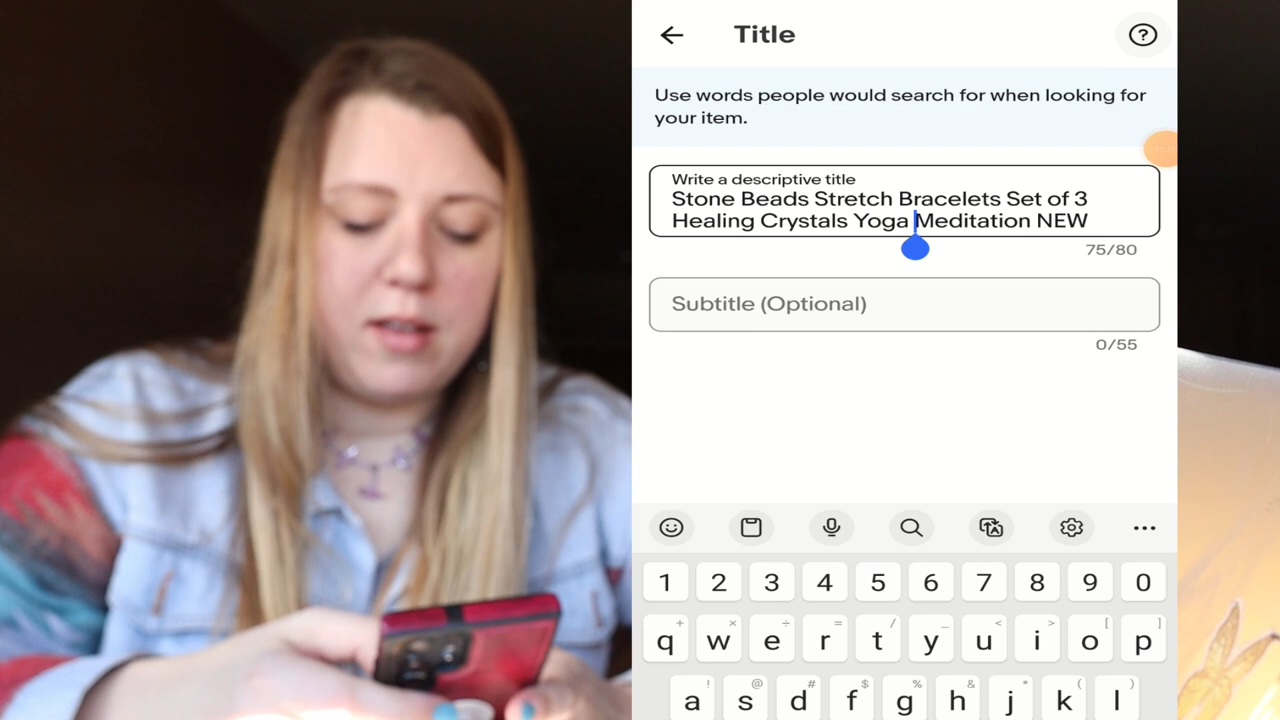 Title
?
Use words people would search for when looking for
your item.
Write a descriptive title
Stone Beads Stretch Bracelets Set of 3
Healing Crystals Yoga Meditation NEW
75/80
Subtitle (Optional)
0/55
1 2 3 4 5 6 7 8 9 0
+ × ÷ = / _ < > [ ]
q w e r t y u i o p
! @ # $ % & * ( )
a s d f g h j k l